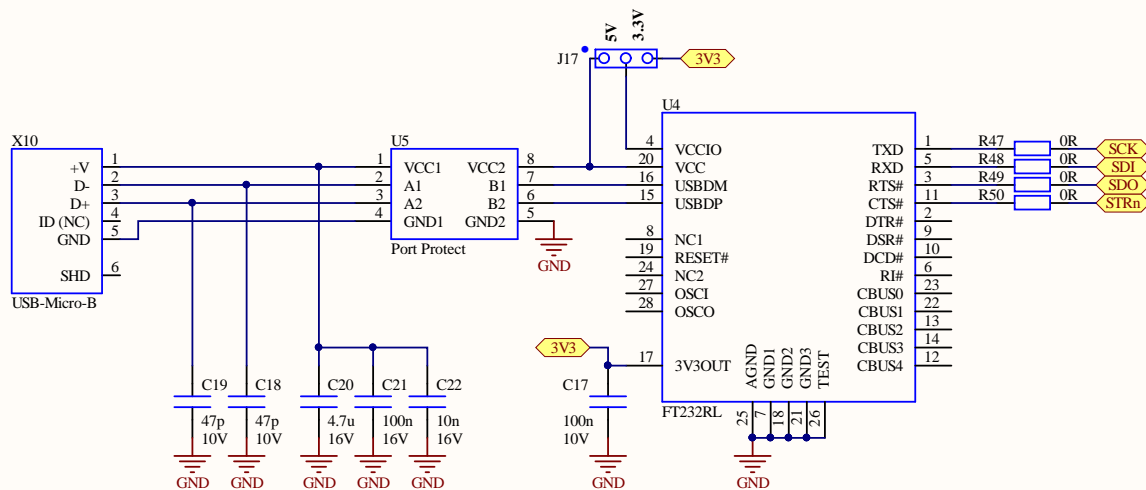 5V
3.3V
J17
3V3
U4
X10
U5
+V
D-
D+
ID (NC)
GND
SHD
1
2
3
4
5
6
USB-Micro-B
1
2
3
4
VCC1
A1
A2
GND1
VCC2
B1
B2
GND2
8
7
6
5
Port Protect
GND
4
20
16
15
8
19
24
27
28
17
VCCIO
VCC
USBDM
USBDP
NC1
RESET#
NC2
OSCI
OSCO
3V3OUT
TXD
RXD
RTS#
CTS#
DTR#
DSR#
DCD#
RI#
CBUS0
CBUS1
CBUS2
CBUS3
CBUS4
1
5
3
11
2
9
10
6
23
22
13
14
12
R47 0R SCK
R48 0R SDI
R49 0R SDO
R50 0R STRn
AGND
GND1
GND2
GND3
TEST
25
7
18
21
26
FT232RL
GND
3V3
C19
47p
10V
GND
C18
47p
10V
GND
C20
4.7u
16V
GND
C21
100n
16V
GND
C22
10n
16V
GND
C17
100n
10V
GND